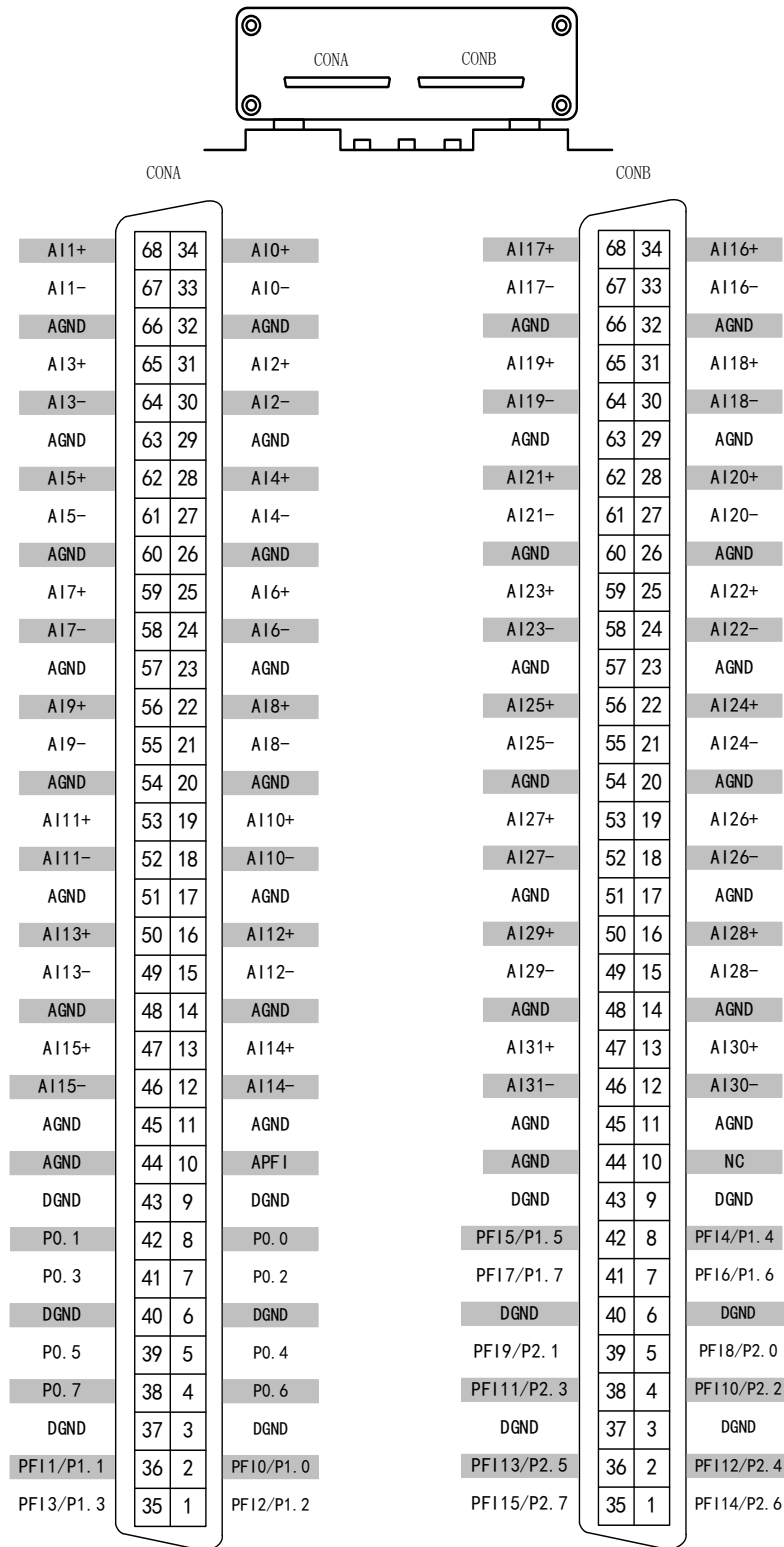 CONA CONB
CONA CONB
AI1+ 68 34 AI0+ AI17+ 68 34 AI16+
AI1- 67 33 AI0- AI17- 67 33 AI16-
AGND 66 32 AGND AGND 66 32 AGND
AI3+ 65 31 AI2+ AI19+ 65 31 AI18+
AI3- 64 30 AI2- AI19- 64 30 AI18-
AGND 63 29 AGND AGND 63 29 AGND
AI5+ 62 28 AI4+ AI21+ 62 28 AI20+
AI5- 61 27 AI4- AI21- 61 27 AI20-
AGND 60 26 AGND AGND 60 26 AGND
AI7+ 59 25 AI6+ AI23+ 59 25 AI22+
AI7- 58 24 AI6- AI23- 58 24 AI22-
AGND 57 23 AGND AGND 57 23 AGND
AI9+ 56 22 AI8+ AI25+ 56 22 AI24+
AI9- 55 21 AI8- AI25- 55 21 AI24-
AGND 54 20 AGND AGND 54 20 AGND
AI11+ 53 19 AI10+ AI27+ 53 19 AI26+
AI11- 52 18 AI10- AI27- 52 18 AI26-
AGND 51 17 AGND AGND 51 17 AGND
AI13+ 50 16 AI12+ AI29+ 50 16 AI28+
AI13- 49 15 AI12- AI29- 49 15 AI28-
AGND 48 14 AGND AGND 48 14 AGND
AI15+ 47 13 AI14+ AI31+ 47 13 AI30+
AI15- 46 12 AI14- AI31- 46 12 AI30-
AGND 45 11 AGND AGND 45 11 AGND
AGND 44 10 APFI AGND 44 10 NC
DGND 43 9 DGND DGND 43 9 DGND
P0.1 42 8 P0.0 PFI5/P1.5 42 8 PFI4/P1.4
P0.3 41 7 P0.2 PFI7/P1.7 41 7 PFI6/P1.6
DGND 40 6 DGND DGND 40 6 DGND
P0.5 39 5 P0.4 PFI9/P2.1 39 5 PFI8/P2.0
P0.7 38 4 P0.6 PFI11/P2.3 38 4 PFI10/P2.2
DGND 37 3 DGND DGND 37 3 DGND
PFI1/P1.1 36 2 PFI0/P1.0 PFI13/P2.5 36 2 PFI12/P2.4
PFI3/P1.3 35 1 PFI2/P1.2 PFI15/P2.7 35 1 PFI14/P2.6